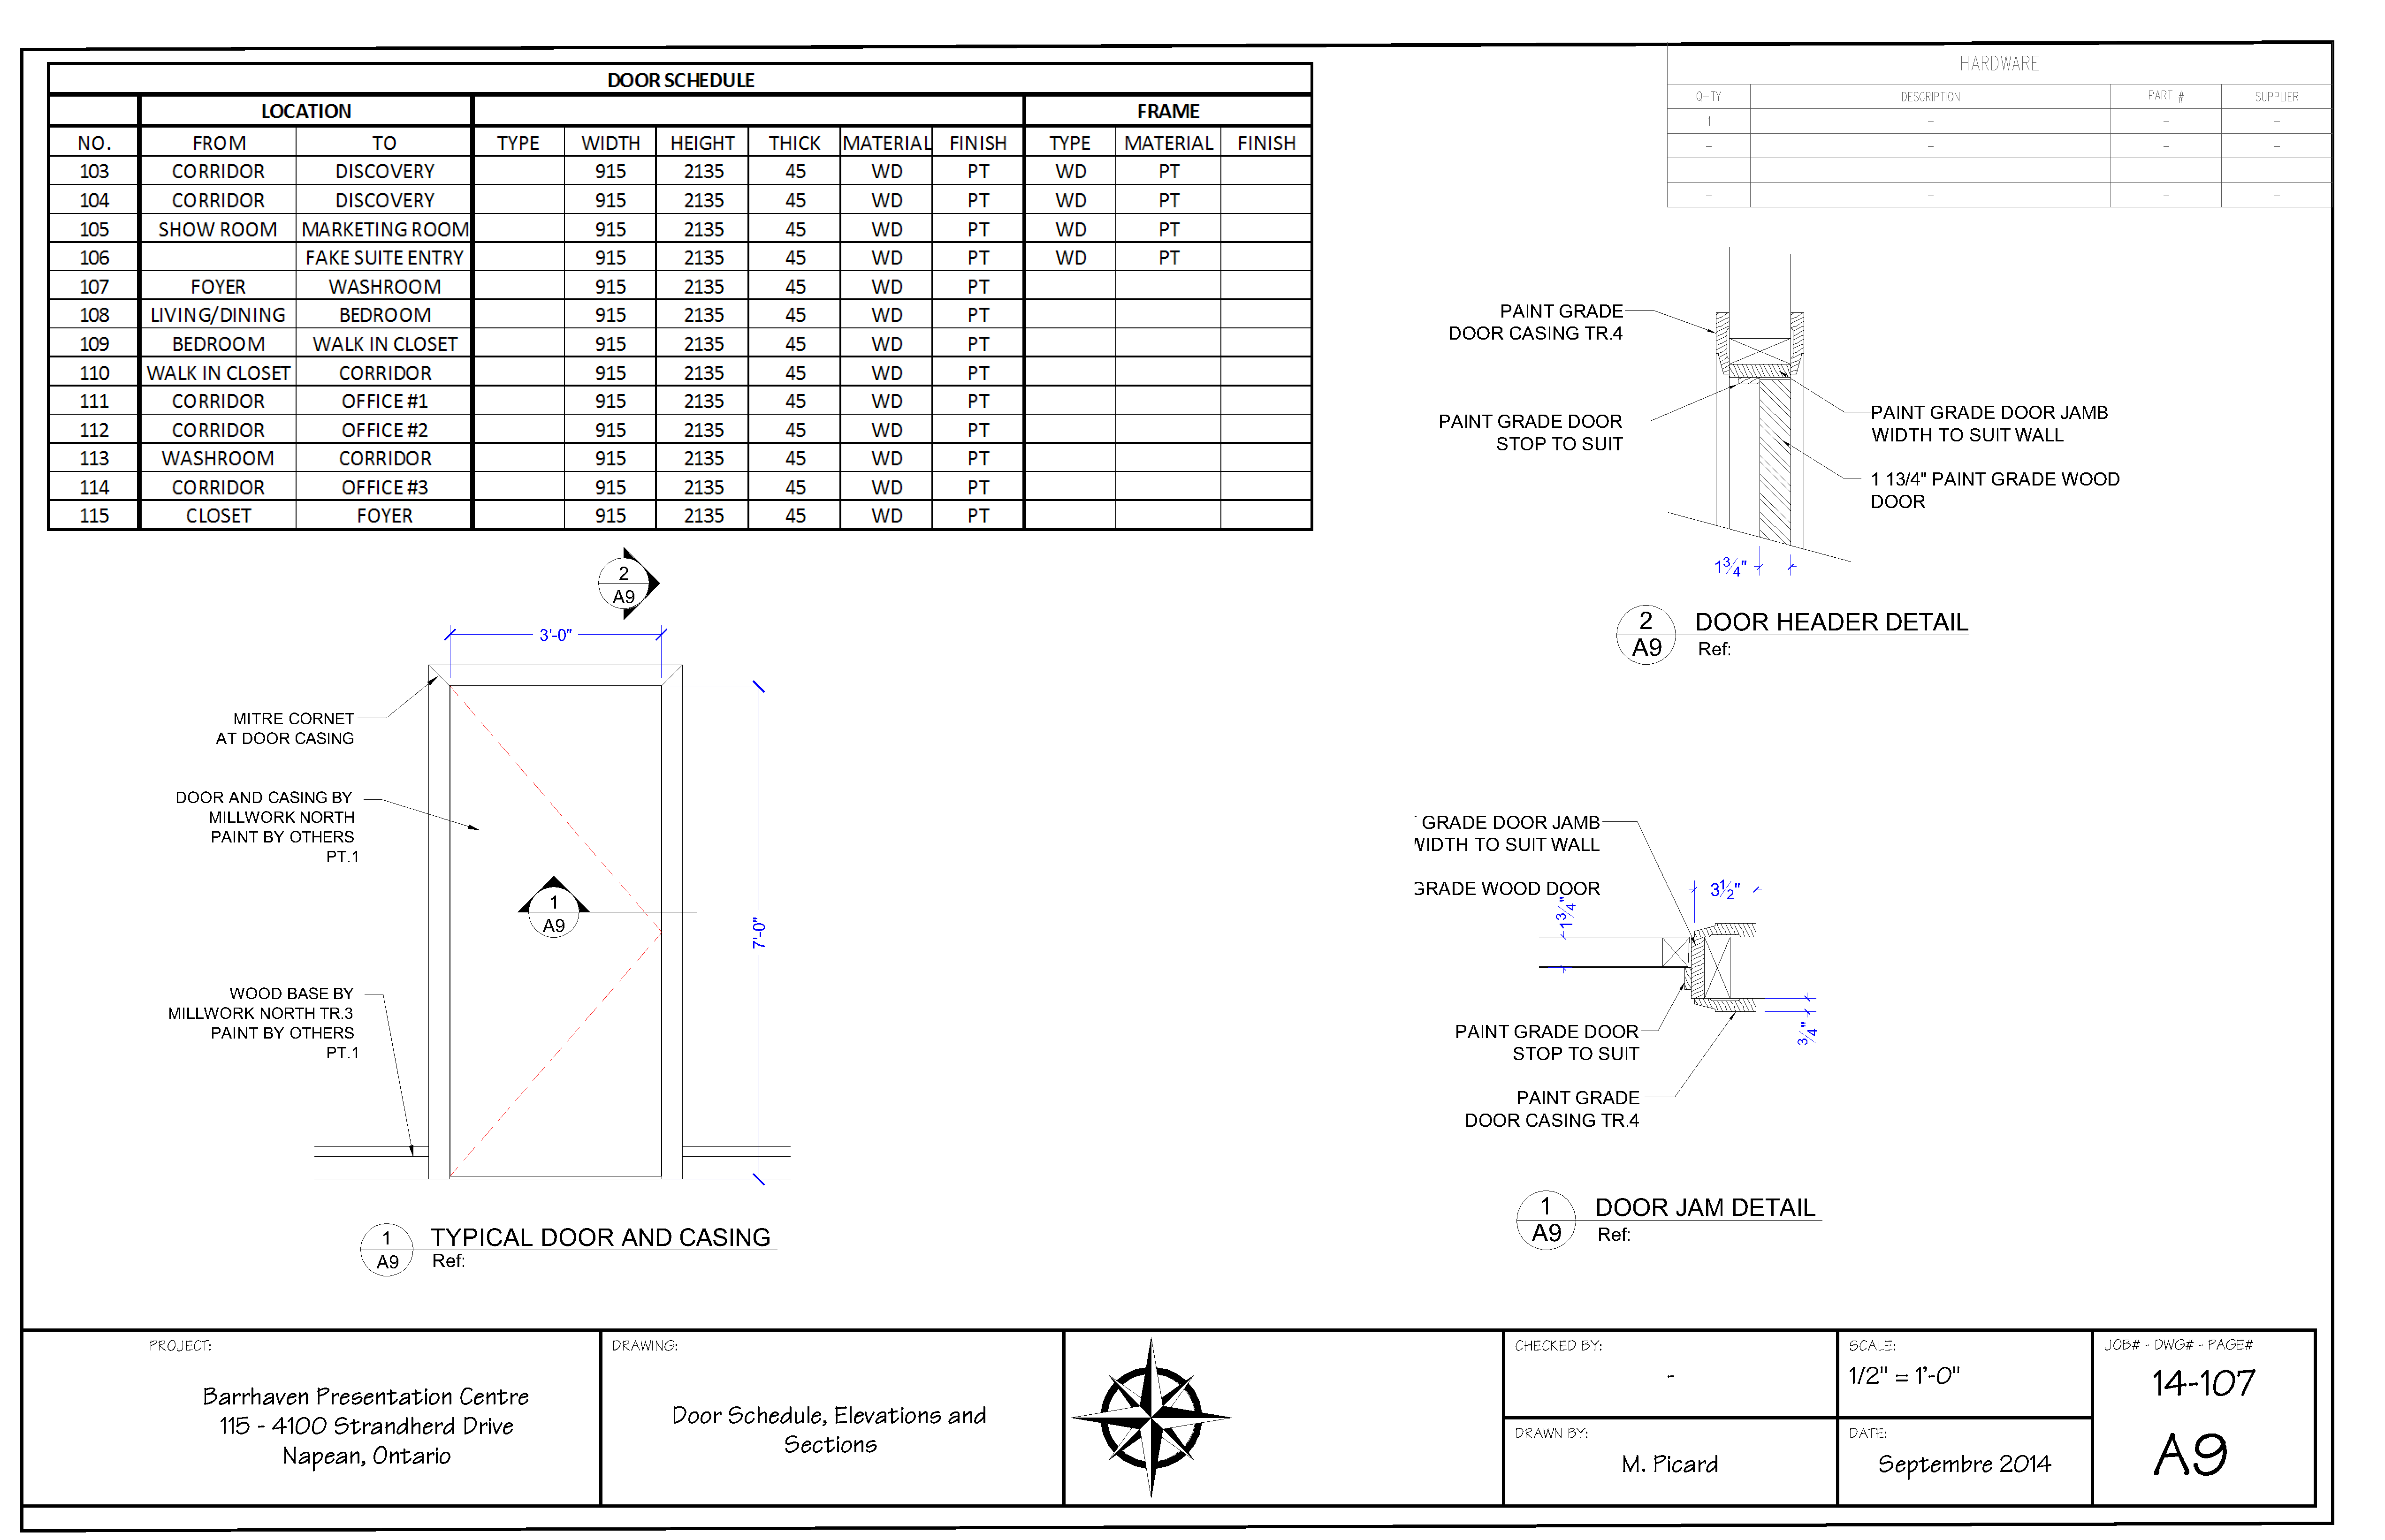 DOOR SCHEDULE
LOCATION FRAME
NO. FROM TO TYPE WIDTH HEIGHT THICK MATERIAL FINISH TYPE MATERIAL FINISH
103 CORRIDOR DISCOVERY 915 2135 45 WD PT WD PT
104 CORRIDOR DISCOVERY 915 2135 45 WD PT WD PT
105 SHOW ROOM MARKETING ROOM 915 2135 45 WD PT WD PT
106 FAKE SUITE ENTRY 915 2135 45 WD PT WD PT
107 FOYER WASHROOM 915 2135 45 WD PT
108 LIVING/DINING BEDROOM 915 2135 45 WD PT
109 BEDROOM WALK IN CLOSET 915 2135 45 WD PT
110 WALK IN CLOSET CORRIDOR 915 2135 45 WD PT
111 CORRIDOR OFFICE #1 915 2135 45 WD PT
112 CORRIDOR OFFICE #2 915 2135 45 WD PT
113 WASHROOM CORRIDOR 915 2135 45 WD PT
114 CORRIDOR OFFICE #3 915 2135 45 WD PT
115 CLOSET FOYER 915 2135 45 WD PT
HARDWARE
Q-TY DESCRIPTION PART # SUPPLIER
1 - - -
- - - -
- - - -
- - - -
PAINT GRADE
DOOR CASING TR.4
PAINT GRADE DOOR
STOP TO SUIT
PAINT GRADE DOOR JAMB
WIDTH TO SUIT WALL
1 13/4" PAINT GRADE WOOD
DOOR
1 3/4"
2
A9
DOOR HEADER DETAIL
Ref:
2
A9
3'-0"
MITRE CORNET
AT DOOR CASING
DOOR AND CASING BY
MILLWORK NORTH
PAINT BY OTHERS
PT.1
1
A9
7'-0"
WOOD BASE BY
MILLWORK NORTH TR.3
PAINT BY OTHERS
PT.1
1
A9
TYPICAL DOOR AND CASING
Ref:
GRADE DOOR JAMB
WIDTH TO SUIT WALL
GRADE WOOD DOOR
1 3/4"
3 1/2"
3/4"
PAINT GRADE DOOR
STOP TO SUIT
PAINT GRADE
DOOR CASING TR.4
1
A9
DOOR JAM DETAIL
Ref:
PROJECT:
Barrhaven Presentation Centre
115 - 4100 Strandherd Drive
Napean, Ontario
DRAWING:
Door Schedule, Elevations and
Sections
CHECKED BY:
-
DRAWN BY:
M. Picard
SCALE:
1/2" = 1'-0"
DATE:
Septembre 2014
JOB# - DWG# - PAGE#
14-107
A9